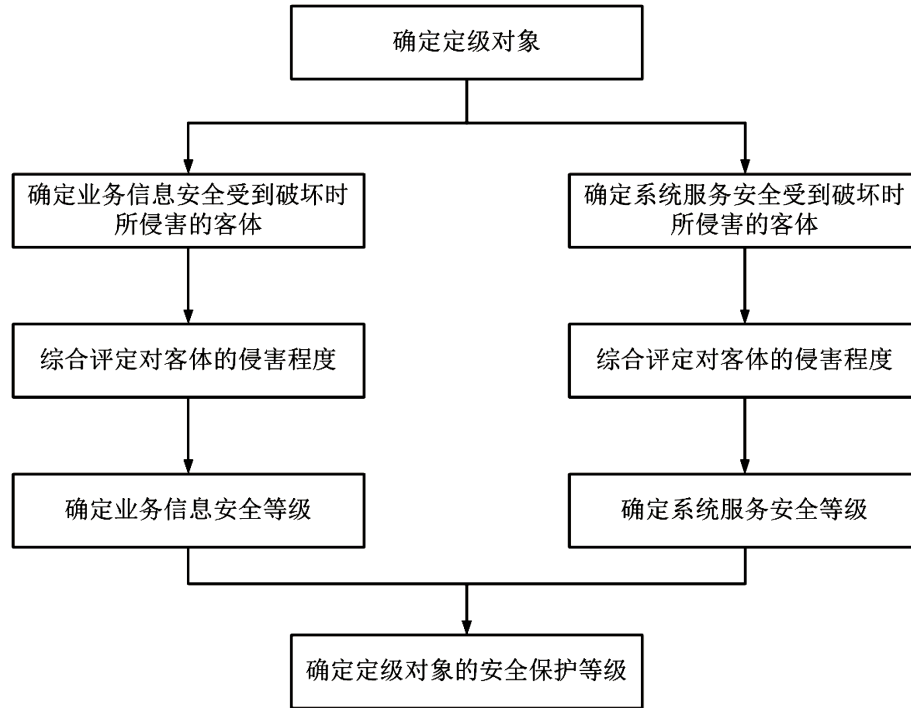 确定定级对象
确定业务信息安全受到破坏时
所侵害的客体
确定系统服务安全受到破坏时
所侵害的客体
综合评定对客体的侵害程度
综合评定对客体的侵害程度
确定业务信息安全等级
确定系统服务安全等级
确定定级对象的安全保护等级